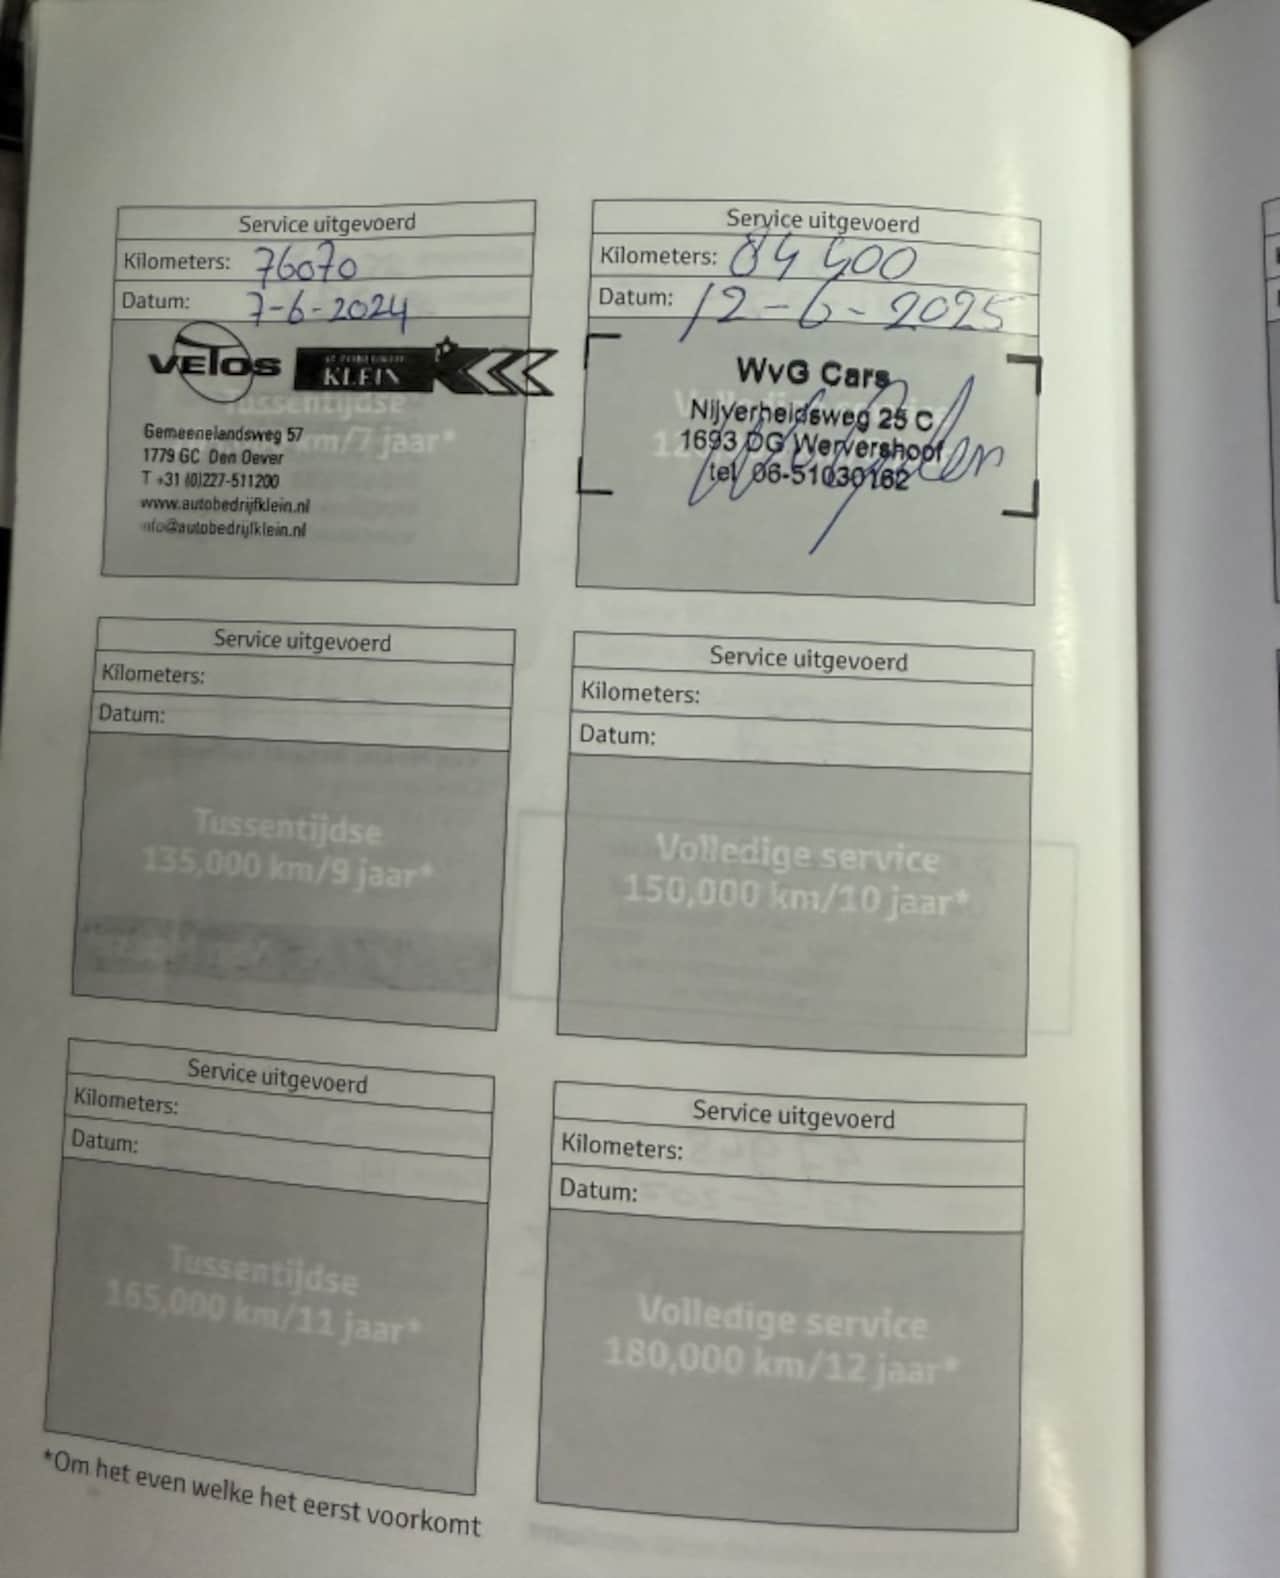 Service uitgevoerd
Kilometers: 76070
Datum: 7-6-2024
VETOS KLEIN
Tussentijdse
km/7 jaar*
Gemeenelandsweg 57
1779 GC Den Oever
T +31 (0)227-511200
www.autobedrijfklein.nl
info@autobedrijfklein.nl
Service uitgevoerd
Kilometers: 84400
Datum: 12-6-2025
WvG Cars
Nijverheidsweg 25 C
1693 DG Wervershoof
tel. 06-51030162
Service uitgevoerd
Kilometers:
Datum:
Tussentijdse
135,000 km/9 jaar*
Service uitgevoerd
Kilometers:
Datum:
Volledige service
150,000 km/10 jaar*
Service uitgevoerd
Kilometers:
Datum:
Tussentijdse
165,000 km/11 jaar*
Service uitgevoerd
Kilometers:
Datum:
Volledige service
180,000 km/12 jaar*
*Om het even welke het eerst voorkomt